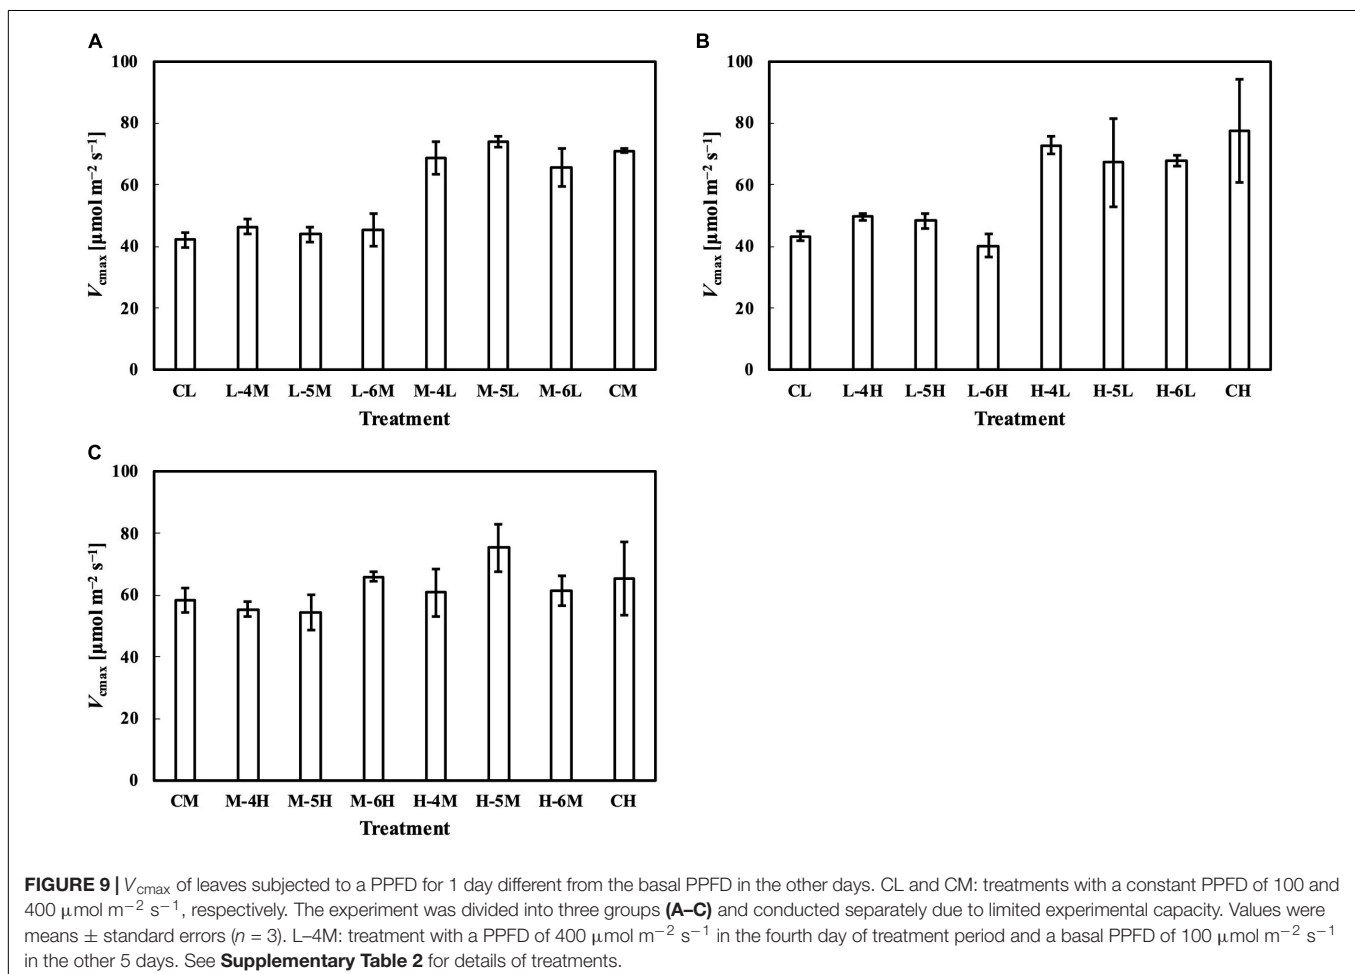 A
100
80
60
40
20
0
Vcmax [μmol m−2 s−1]
CL L-4M L-5M L-6M M-4L M-5L M-6L CM
Treatment
B
100
80
60
40
20
0
Vcmax [μmol m−2 s−1]
CL L-4H L-5H L-6H H-4L H-5L H-6L CH
Treatment
C
100
80
60
40
20
0
Vcmax [μmol m−2 s−1]
CM M-4H M-5H M-6H H-4M H-5M H-6M CH
Treatment
FIGURE 9 | Vcmax of leaves subjected to a PPFD for 1 day different from the basal PPFD in the other days. CL and CM: treatments with a constant PPFD of 100 and
400 μmol m−2 s−1, respectively. The experiment was divided into three groups (A–C) and conducted separately due to limited experimental capacity. Values were
means ± standard errors (n = 3). L–4M: treatment with a PPFD of 400 μmol m−2 s−1 in the fourth day of treatment period and a basal PPFD of 100 μmol m−2 s−1
in the other 5 days. See Supplementary Table 2 for details of treatments.